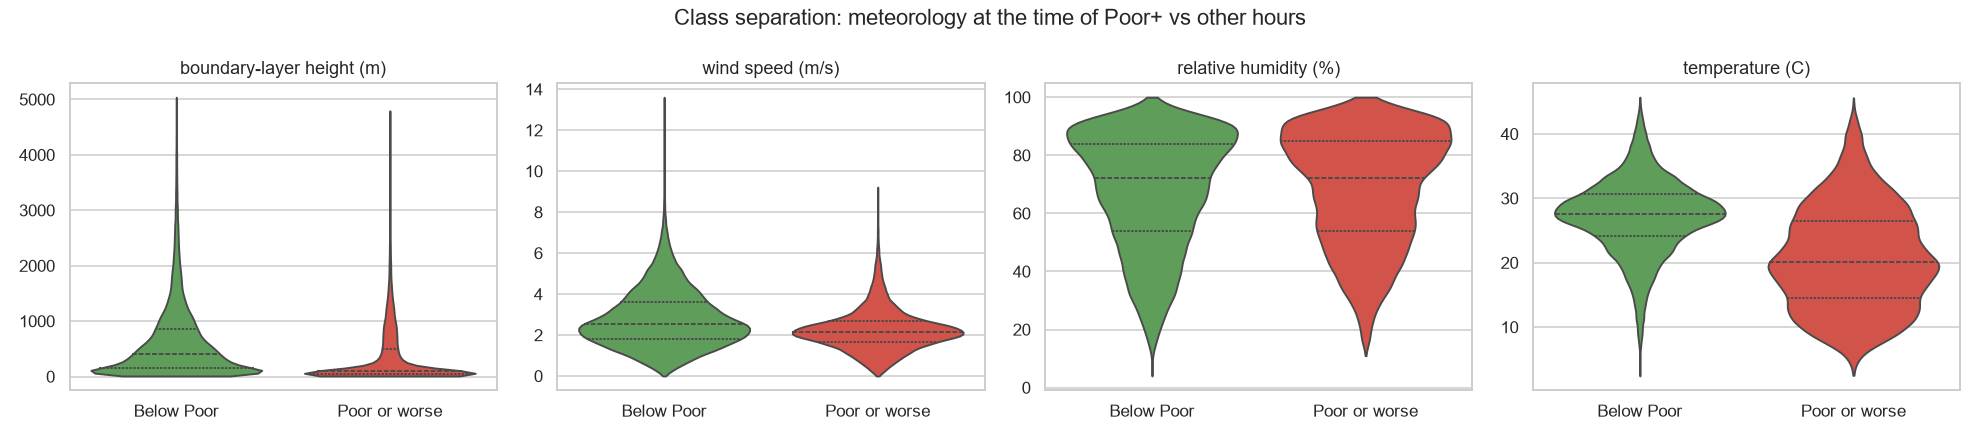 Class separation: meteorology at the time of Poor+ vs other hours
boundary-layer height (m)
5000
4000
3000
2000
1000
0
Below Poor
Poor or worse
wind speed (m/s)
14
12
10
8
6
4
2
0
Below Poor
Poor or worse
relative humidity (%)
100
80
60
40
20
0
Below Poor
Poor or worse
temperature (C)
40
30
20
10
Below Poor
Poor or worse